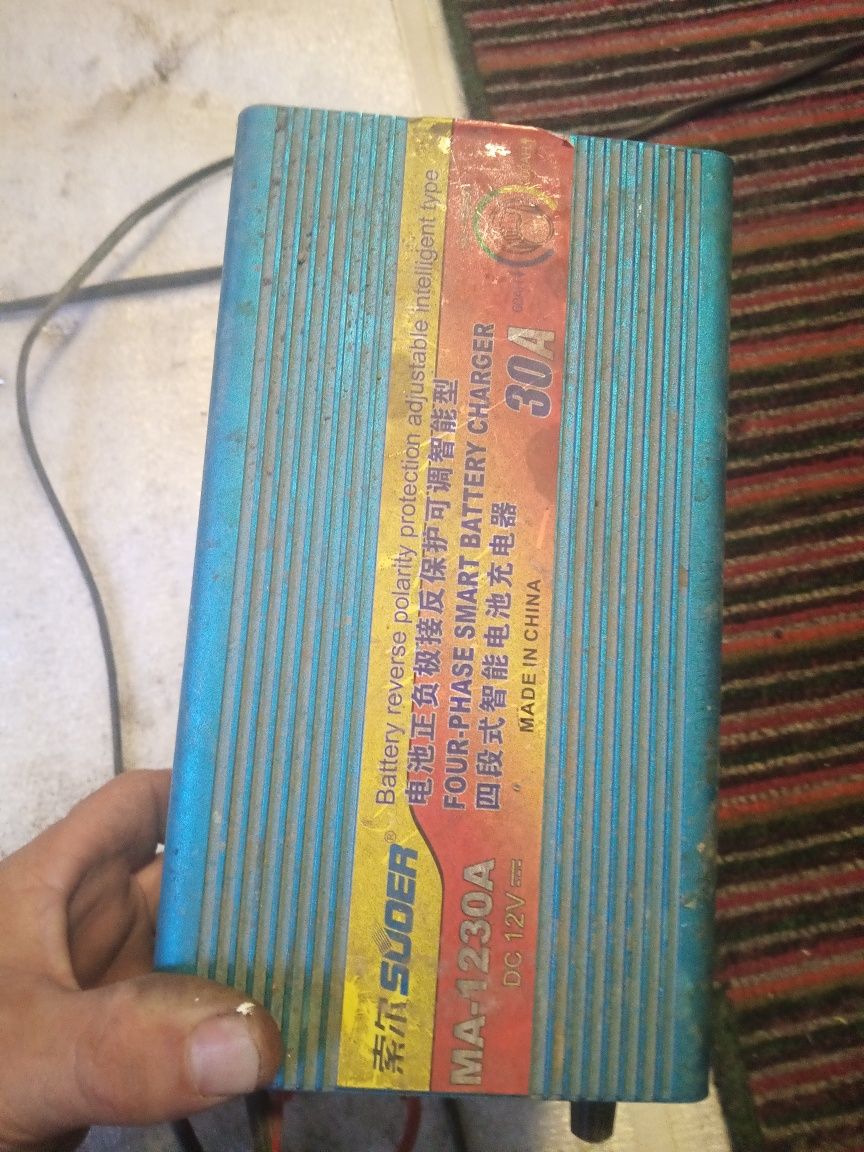 索尔 SUOER®
Battery reverse polarity protection adjustable intelligent type
电池正负极接反保护可调智能型
MA-1230A
FOUR-PHASE SMART BATTERY CHARGER
四段式智能电池充电器
30A
DC 12V
MADE IN CHINA